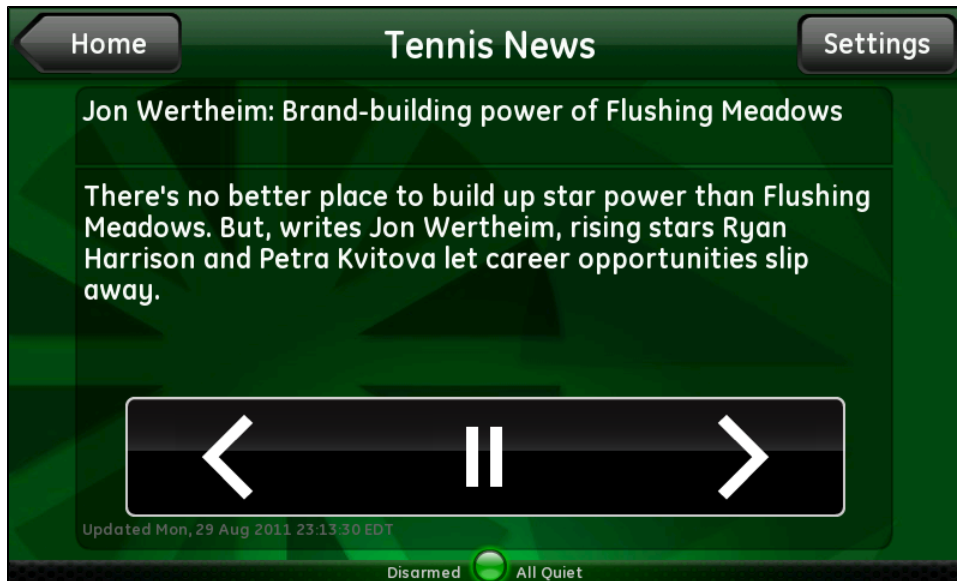 Home
Tennis News
Settings
Jon Wertheim: Brand-building power of Flushing Meadows
There's no better place to build up star power than Flushing
Meadows. But, writes Jon Wertheim, rising stars Ryan
Harrison and Petra Kvitova let career opportunities slip
away.
Updated Mon, 29 Aug 2011 23:13:30 EDT
Disarmed All Quiet